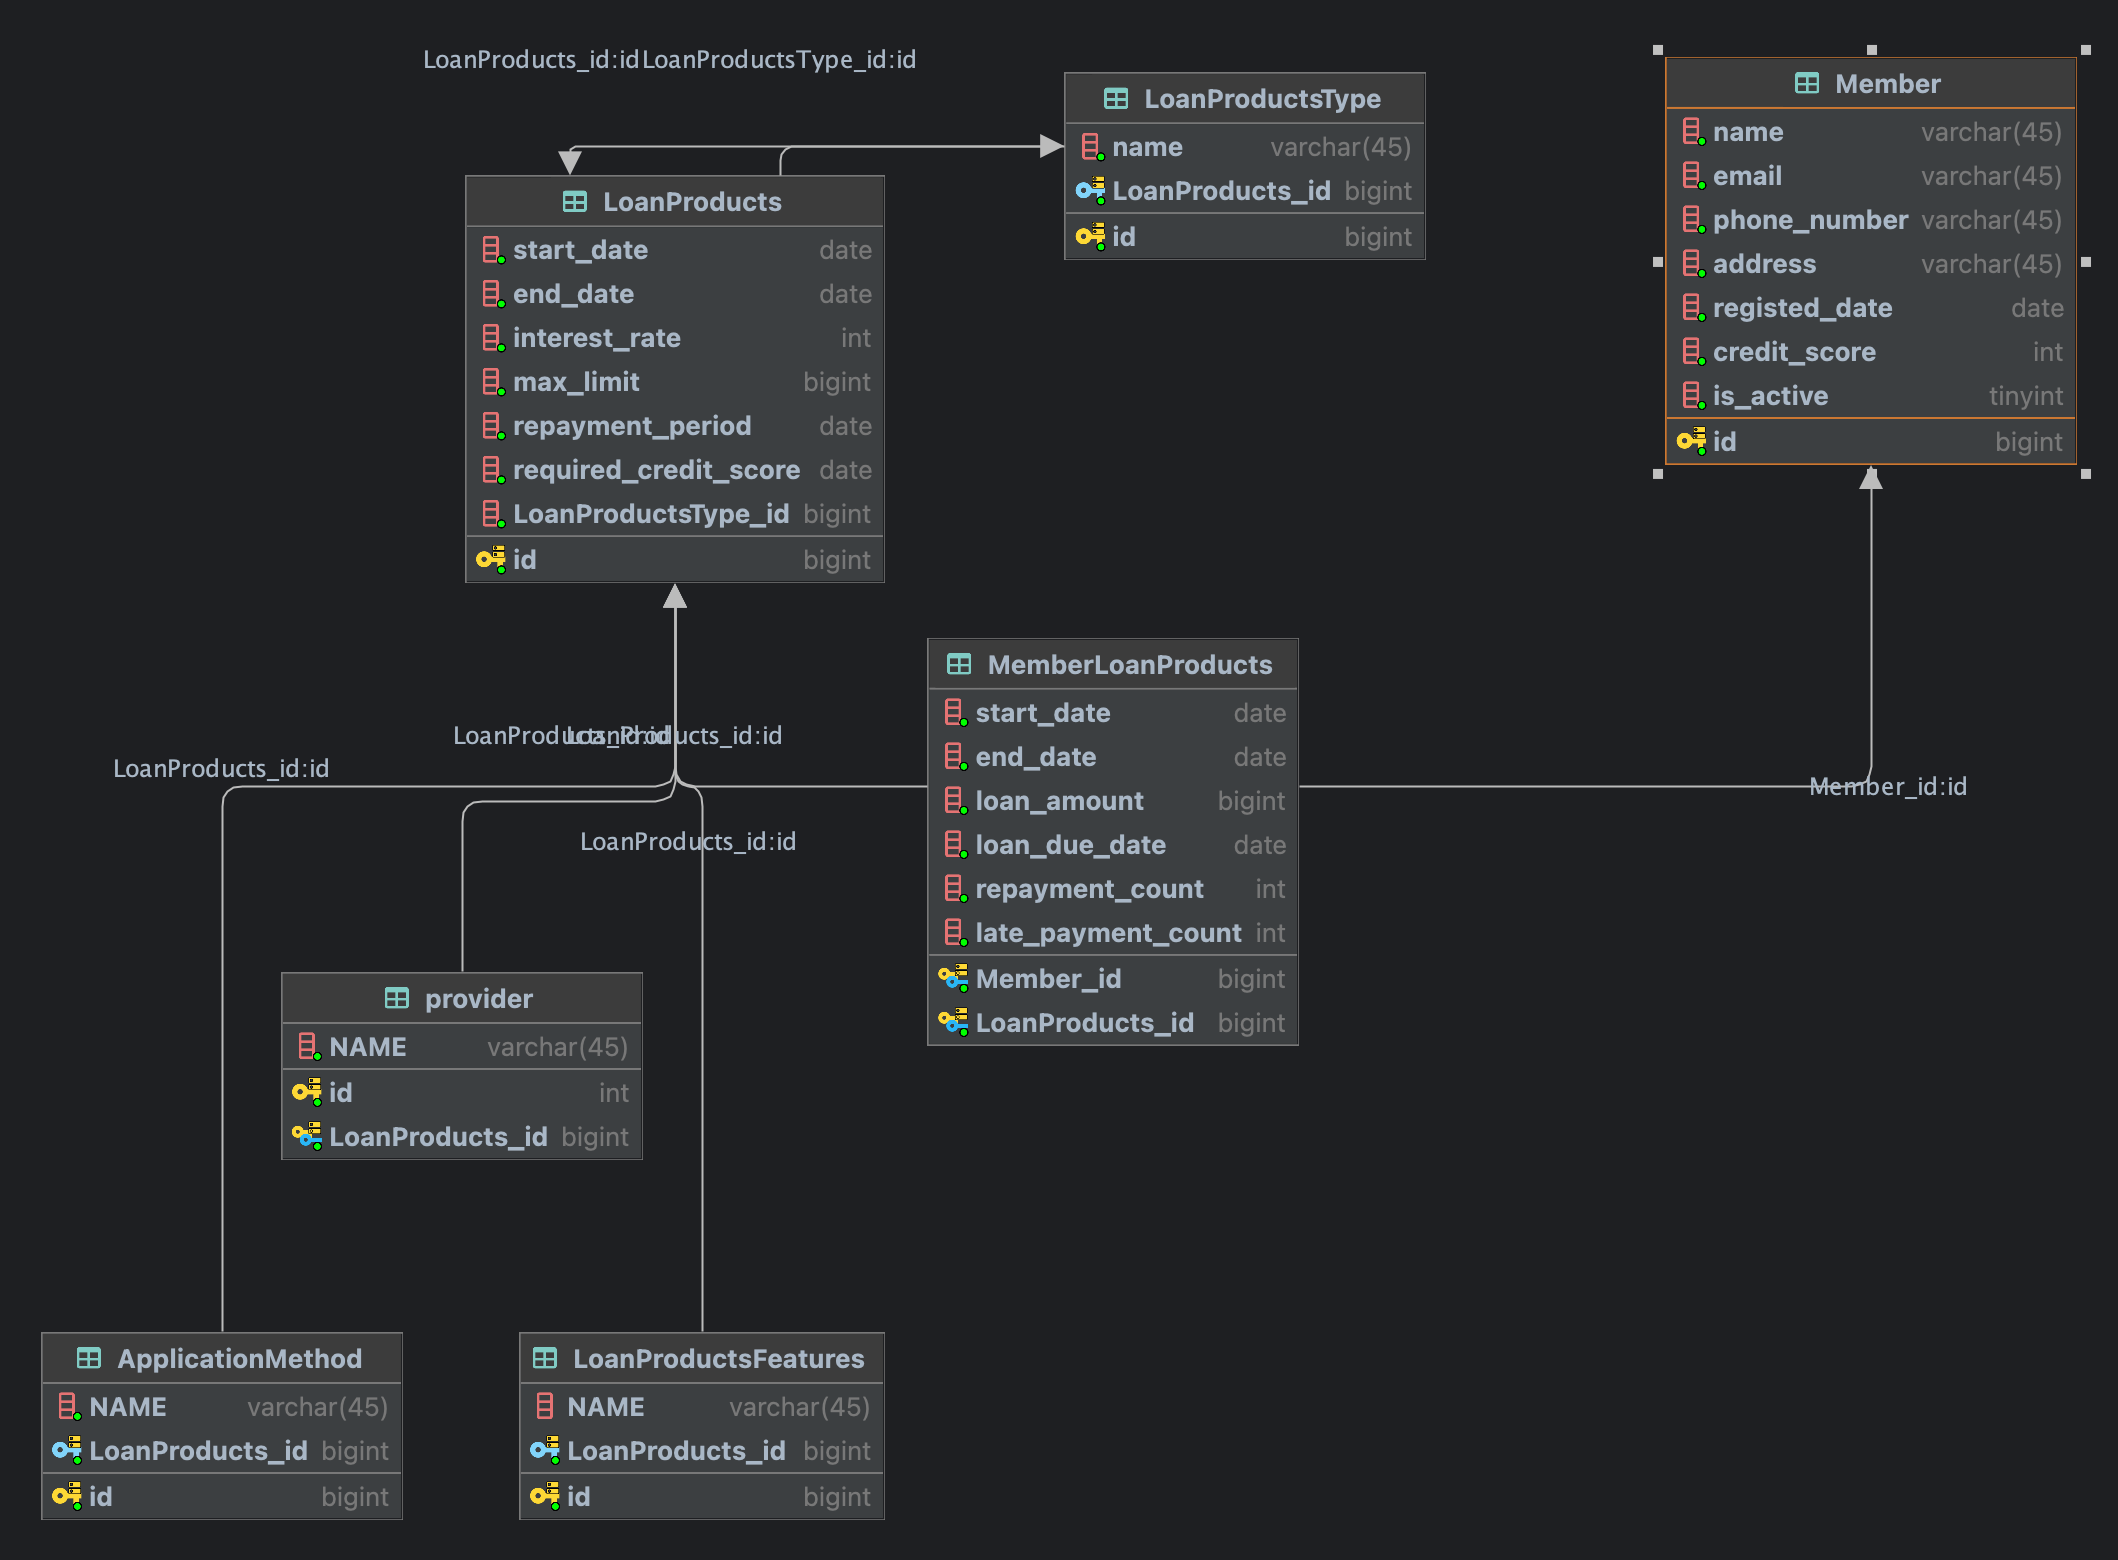 LoanProducts_id:idLoanProductsType_id:id
LoanProductsType
name varchar(45)
LoanProducts_id bigint
id bigint
Member
name varchar(45)
email varchar(45)
phone_number varchar(45)
address varchar(45)
registed_date date
credit_score int
is_active tinyint
id bigint
LoanProducts
start_date date
end_date date
interest_rate int
max_limit bigint
repayment_period date
required_credit_score date
LoanProductsType_id bigint
id bigint
MemberLoanProducts
start_date date
end_date date
loan_amount bigint
loan_due_date date
repayment_count int
late_payment_count int
Member_id bigint
LoanProducts_id bigint
LoanProducts_id:id
LoanProducts_id:id
LoanProducts_id:id
Member_id:id
LoanProducts_id:id
provider
NAME varchar(45)
id int
LoanProducts_id bigint
ApplicationMethod
NAME varchar(45)
LoanProducts_id bigint
id bigint
LoanProductsFeatures
NAME varchar(45)
LoanProducts_id bigint
id bigint